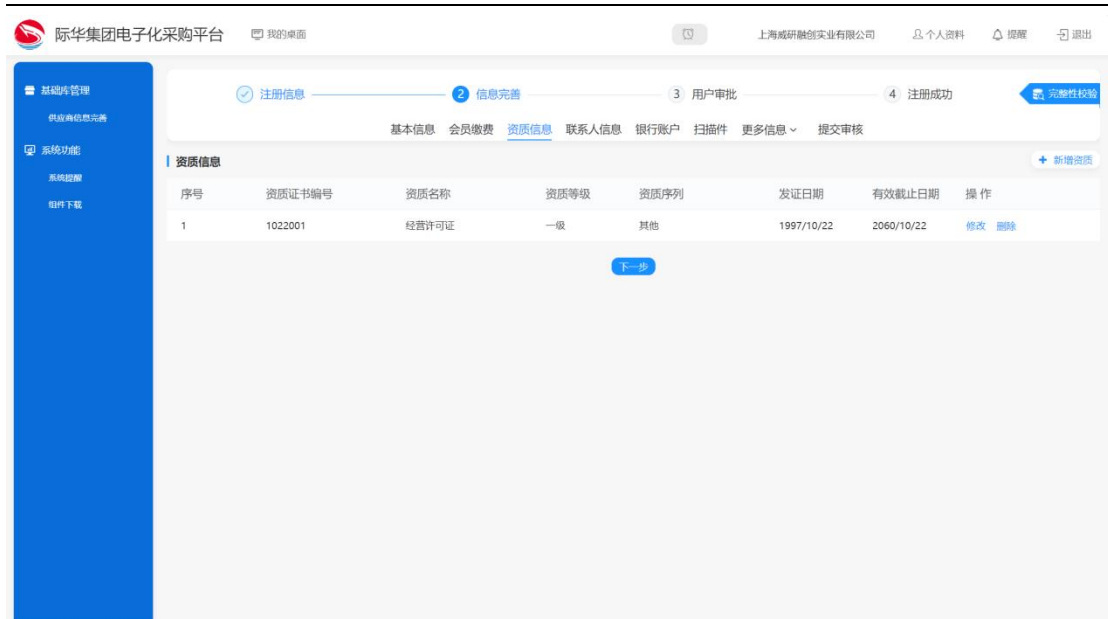 际华集团电子化采购平台 我的桌面 上海威研融创实业有限公司 个人资料 提醒 退出
基础库管理
供应商信息完善
系统功能
系统提醒
组件下载
注册信息 2 信息完善 3 用户审批 4 注册成功 完整性校验
基本信息 会员缴费 资质信息 联系人信息 银行账户 扫描件 更多信息 提交审核
资质信息 + 新增资质
序号 资质证书编号 资质名称 资质等级 资质序列 发证日期 有效截止日期 操作
1 1022001 经营许可证 一级 其他 1997/10/22 2060/10/22 修改 删除
下一步